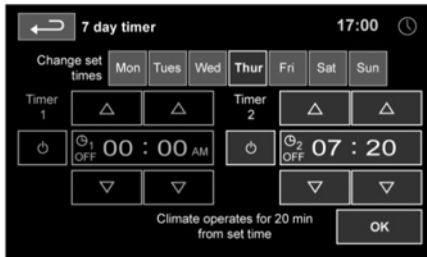 7 day timer 17:00
Change set times Mon Tues Wed Thur Fri Sat Sun
Timer 1 Timer 2
1 OFF 00 : 00 AM 2 OFF 07 : 20
Climate operates for 20 min
from set time
OK